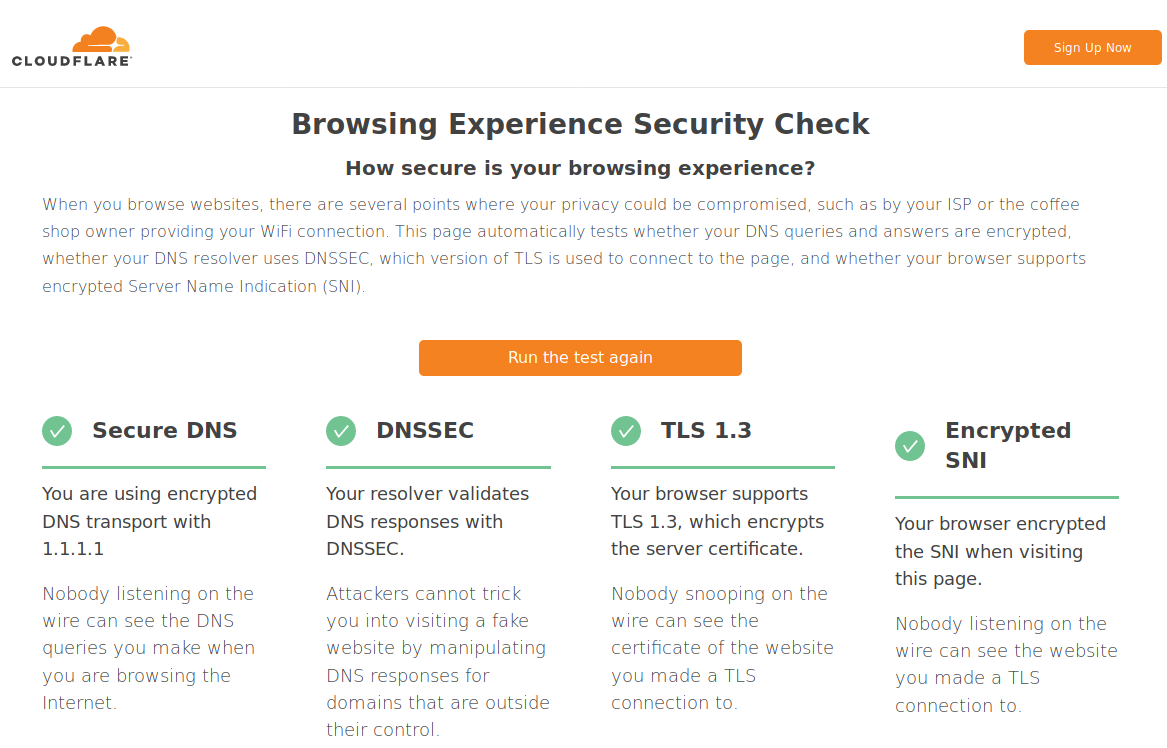 CLOUDFLARE
Sign Up Now
Browsing Experience Security Check
How secure is your browsing experience?
When you browse websites, there are several points where your privacy could be compromised, such as by your ISP or the coffee
shop owner providing your WiFi connection. This page automatically tests whether your DNS queries and answers are encrypted,
whether your DNS resolver uses DNSSEC, which version of TLS is used to connect to the page, and whether your browser supports
encrypted Server Name Indication (SNI).
Run the test again
Secure DNS
You are using encrypted
DNS transport with
1.1.1.1
Nobody listening on the
wire can see the DNS
queries you make when
you are browsing the
Internet.
DNSSEC
Your resolver validates
DNS responses with
DNSSEC.
Attackers cannot trick
you into visiting a fake
website by manipulating
DNS responses for
domains that are outside
their control.
TLS 1.3
Your browser supports
TLS 1.3, which encrypts
the server certificate.
Nobody snooping on the
wire can see the
certificate of the website
you made a TLS
connection to.
Encrypted
SNI
Your browser encrypted
the SNI when visiting
this page.
Nobody listening on the
wire can see the website
you made a TLS
connection to.